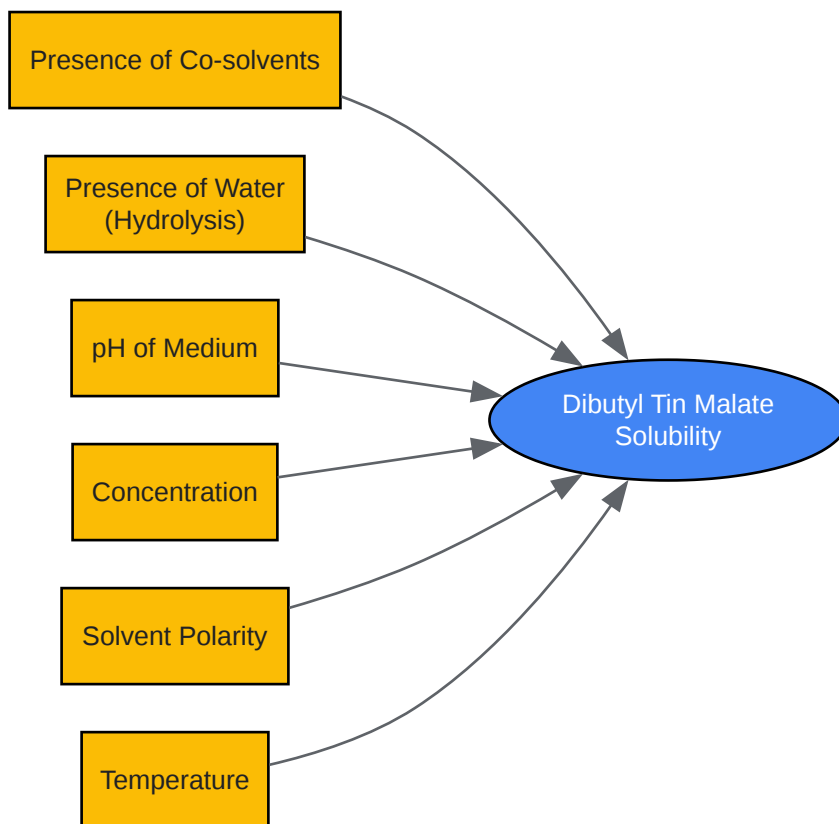 Presence of Co-solvents
Presence of Water
(Hydrolysis)
pH of Medium
Concentration
Solvent Polarity
Temperature
Dibutyl Tin Malate
Solubility